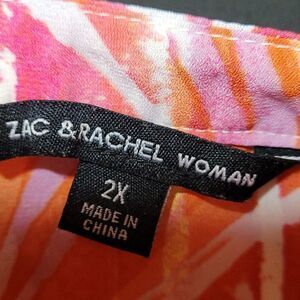 ZAC & RACHEL WOMAN
2X
MADE IN
CHINA